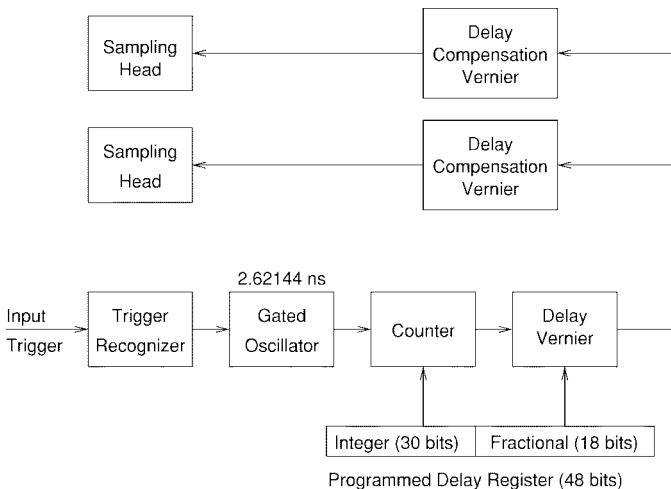 Sampling
Head
Delay
Compensation
Vernier
Sampling
Head
Delay
Compensation
Vernier
2.62144 ns
Input
Trigger
Trigger
Recognizer
Gated
Oscillator
Counter
Delay
Vernier
Integer (30 bits)
Fractional (18 bits)
Programmed Delay Register (48 bits)